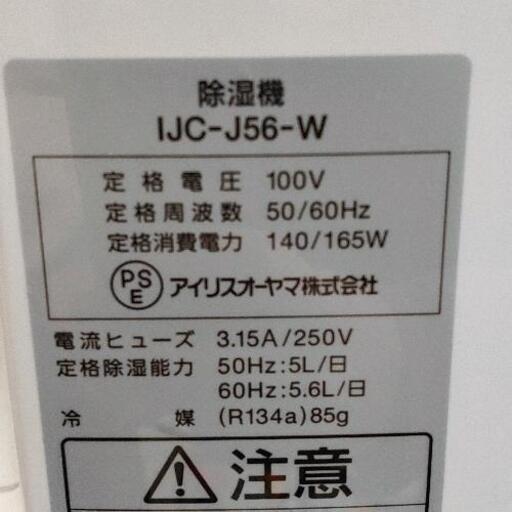 除湿機
IJC-J56-W
定格電圧 100V
定格周波数 50/60Hz
定格消費電力 140/165W
PSE アイリスオーヤマ株式会社
電流ヒューズ 3.15A/250V
定格除湿能力 50Hz:5L/日
60Hz:5.6L/日
冷媒 (R134a)85g
注意